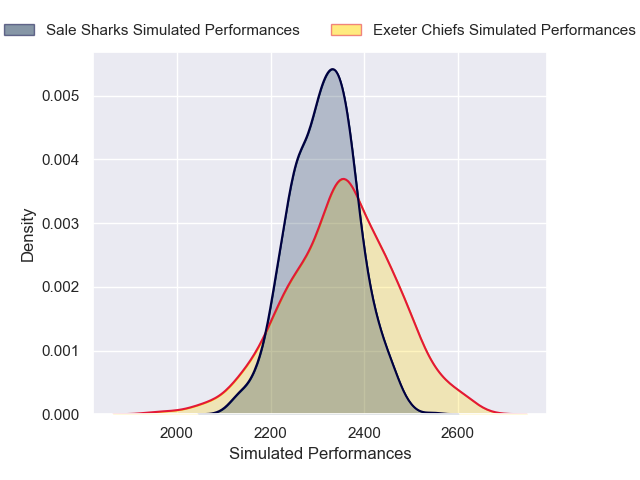 Sale Sharks Simulated Performances
Exeter Chiefs Simulated Performances
Density
0.005
0.004
0.003
0.002
0.001
0.000
2000
2200
2400
2600
Simulated Performances